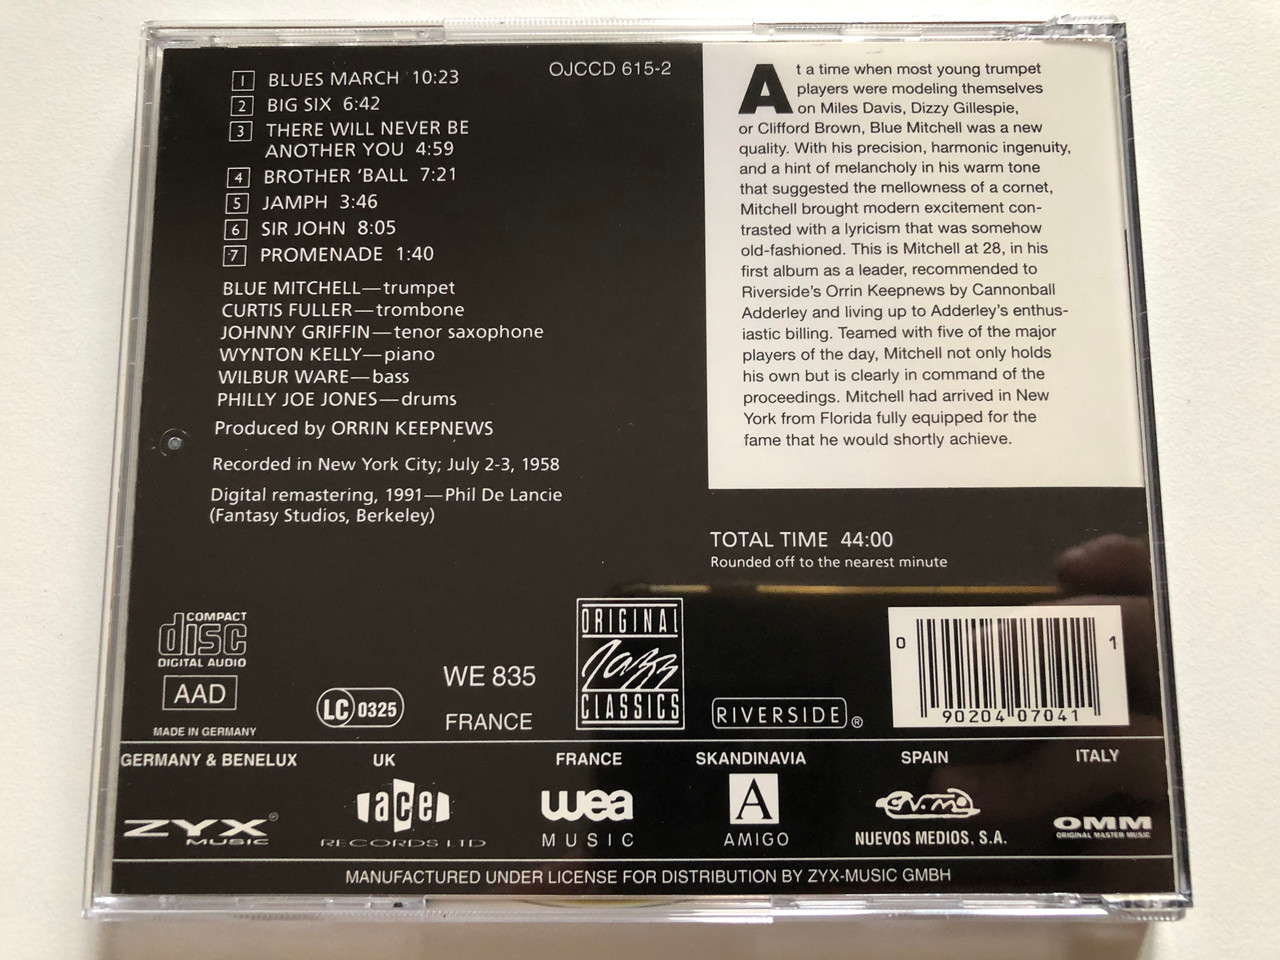 OJCCD 615-2
1 BLUES MARCH 10:23
2 BIG SIX 6:42
3 THERE WILL NEVER BE
ANOTHER YOU 4:59
4 BROTHER ‘BALL 7:21
5 JAMPH 3:46
6 SIR JOHN 8:05
7 PROMENADE 1:40
BLUE MITCHELL—trumpet
CURTIS FULLER—trombone
JOHNNY GRIFFIN—tenor saxophone
WYNTON KELLY—piano
WILBUR WARE—bass
PHILLY JOE JONES—drums
Produced by ORRIN KEEPNEWS
Recorded in New York City; July 2-3, 1958
Digital remastering, 1991—Phil De Lancie
(Fantasy Studios, Berkeley)
At a time when most young trumpet
players were modeling themselves
on Miles Davis, Dizzy Gillespie,
or Clifford Brown, Blue Mitchell was a new
quality. With his precision, harmonic ingenuity,
and a hint of melancholy in his warm tone
that suggested the mellowness of a cornet,
Mitchell brought modern excitement con-
trasted with a lyricism that was somehow
old-fashioned. This is Mitchell at 28, in his
first album as a leader, recommended to
Riverside's Orrin Keepnews by Cannonball
Adderley and living up to Adderley's enthus-
iastic billing. Teamed with five of the major
players of the day, Mitchell not only holds
his own but is clearly in command of the
proceedings. Mitchell had arrived in New
York from Florida fully equipped for the
fame that he would shortly achieve.
TOTAL TIME 44:00
Rounded off to the nearest minute
COMPACT
disc
DIGITAL AUDIO
AAD
MADE IN GERMANY
LC 0325
WE 835
FRANCE
ORIGINAL
Jazz
CLASSICS
RIVERSIDE®
0 90204 07041 1
GERMANY & BENELUX
ZYX®
MUSIC
UK
ace
RECORDS LTD
FRANCE
wea
MUSIC
SKANDINAVIA
A
AMIGO
SPAIN
NUEVOS MEDIOS, S.A.
ITALY
OMM
ORIGINAL MASTER MUSIC
MANUFACTURED UNDER LICENSE FOR DISTRIBUTION BY ZYX-MUSIC GMBH